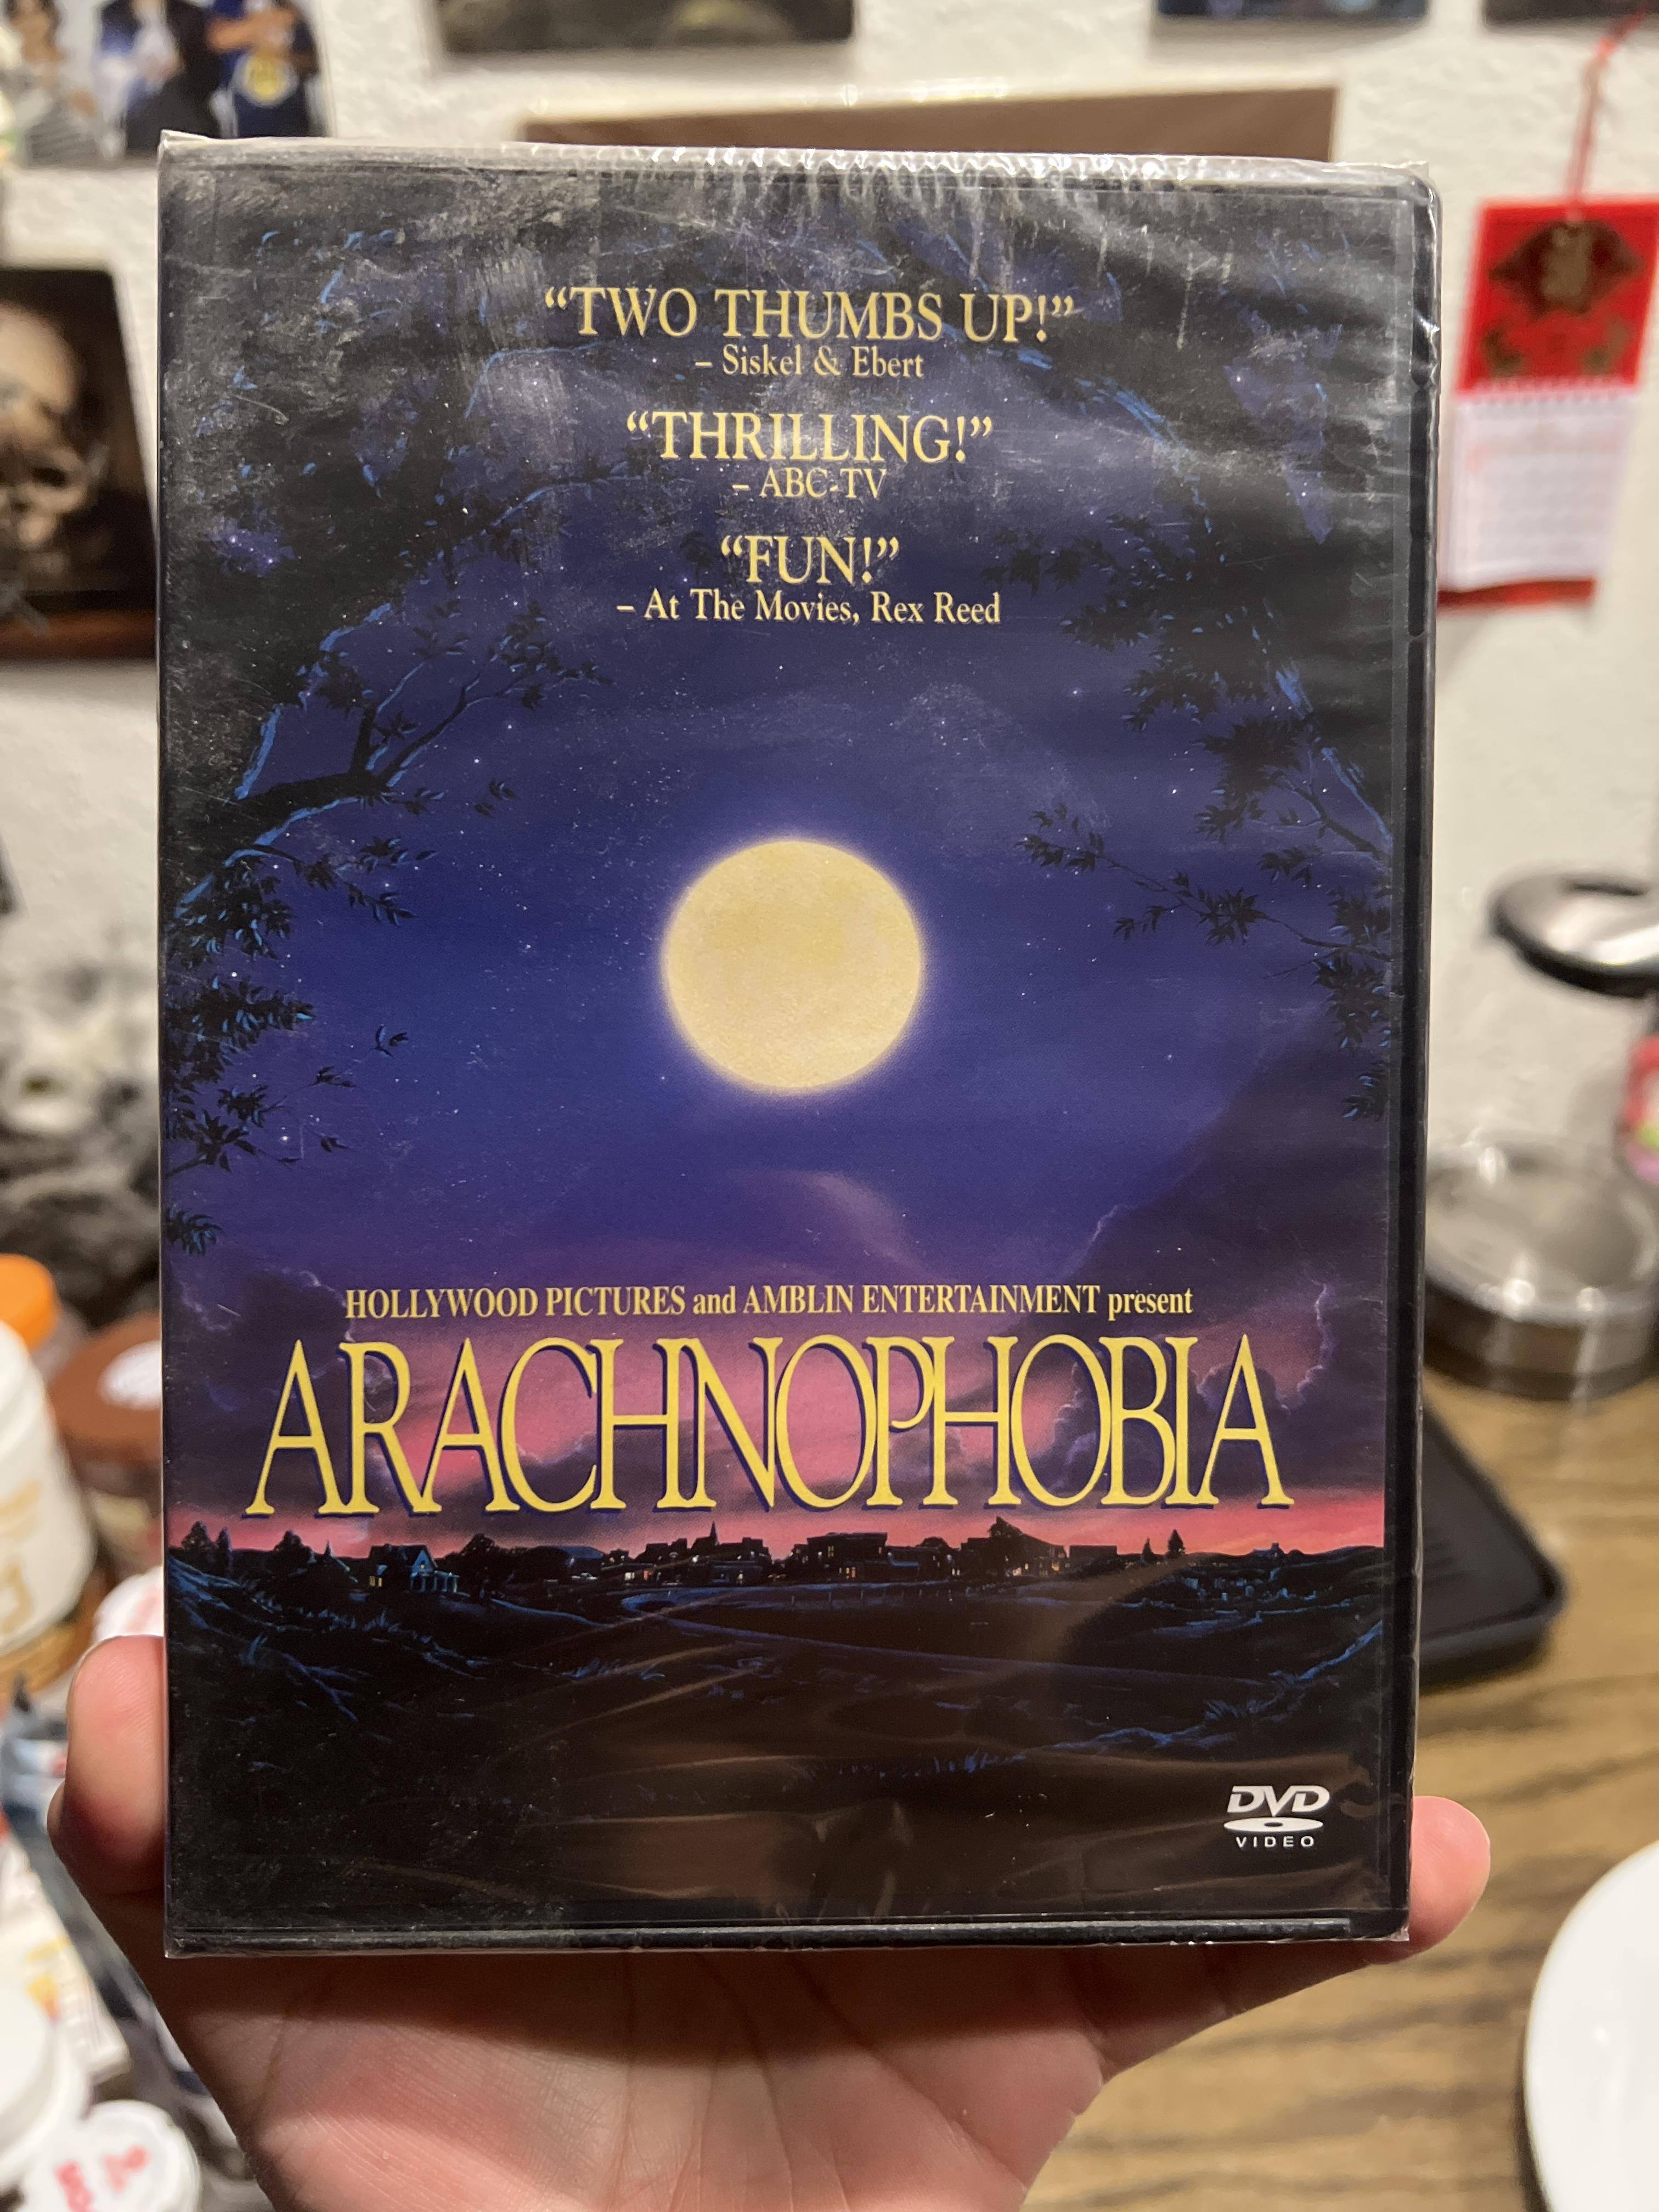 “TWO THUMBS UP!”
– Siskel & Ebert
“THRILLING!”
– ABC-TV
“FUN!”
– At The Movies, Rex Reed
HOLLYWOOD PICTURES and AMBLIN ENTERTAINMENT present
ARACHNOPHOBIA
DVD
VIDEO